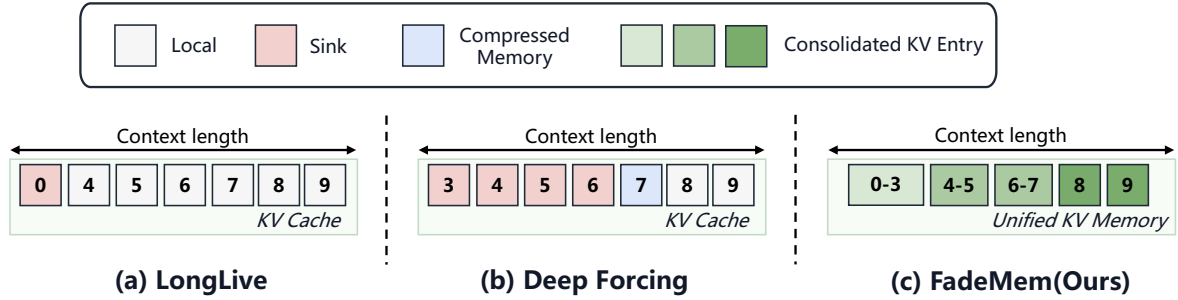 Local
Sink
Compressed
Memory
Consolidated KV Entry
Context length
0 4 5 6 7 8 9
KV Cache
(a) LongLive
Context length
3 4 5 6 7 8 9
KV Cache
(b) Deep Forcing
Context length
0-3 4-5 6-7 8 9
Unified KV Memory
(c) FadeMem(Ours)